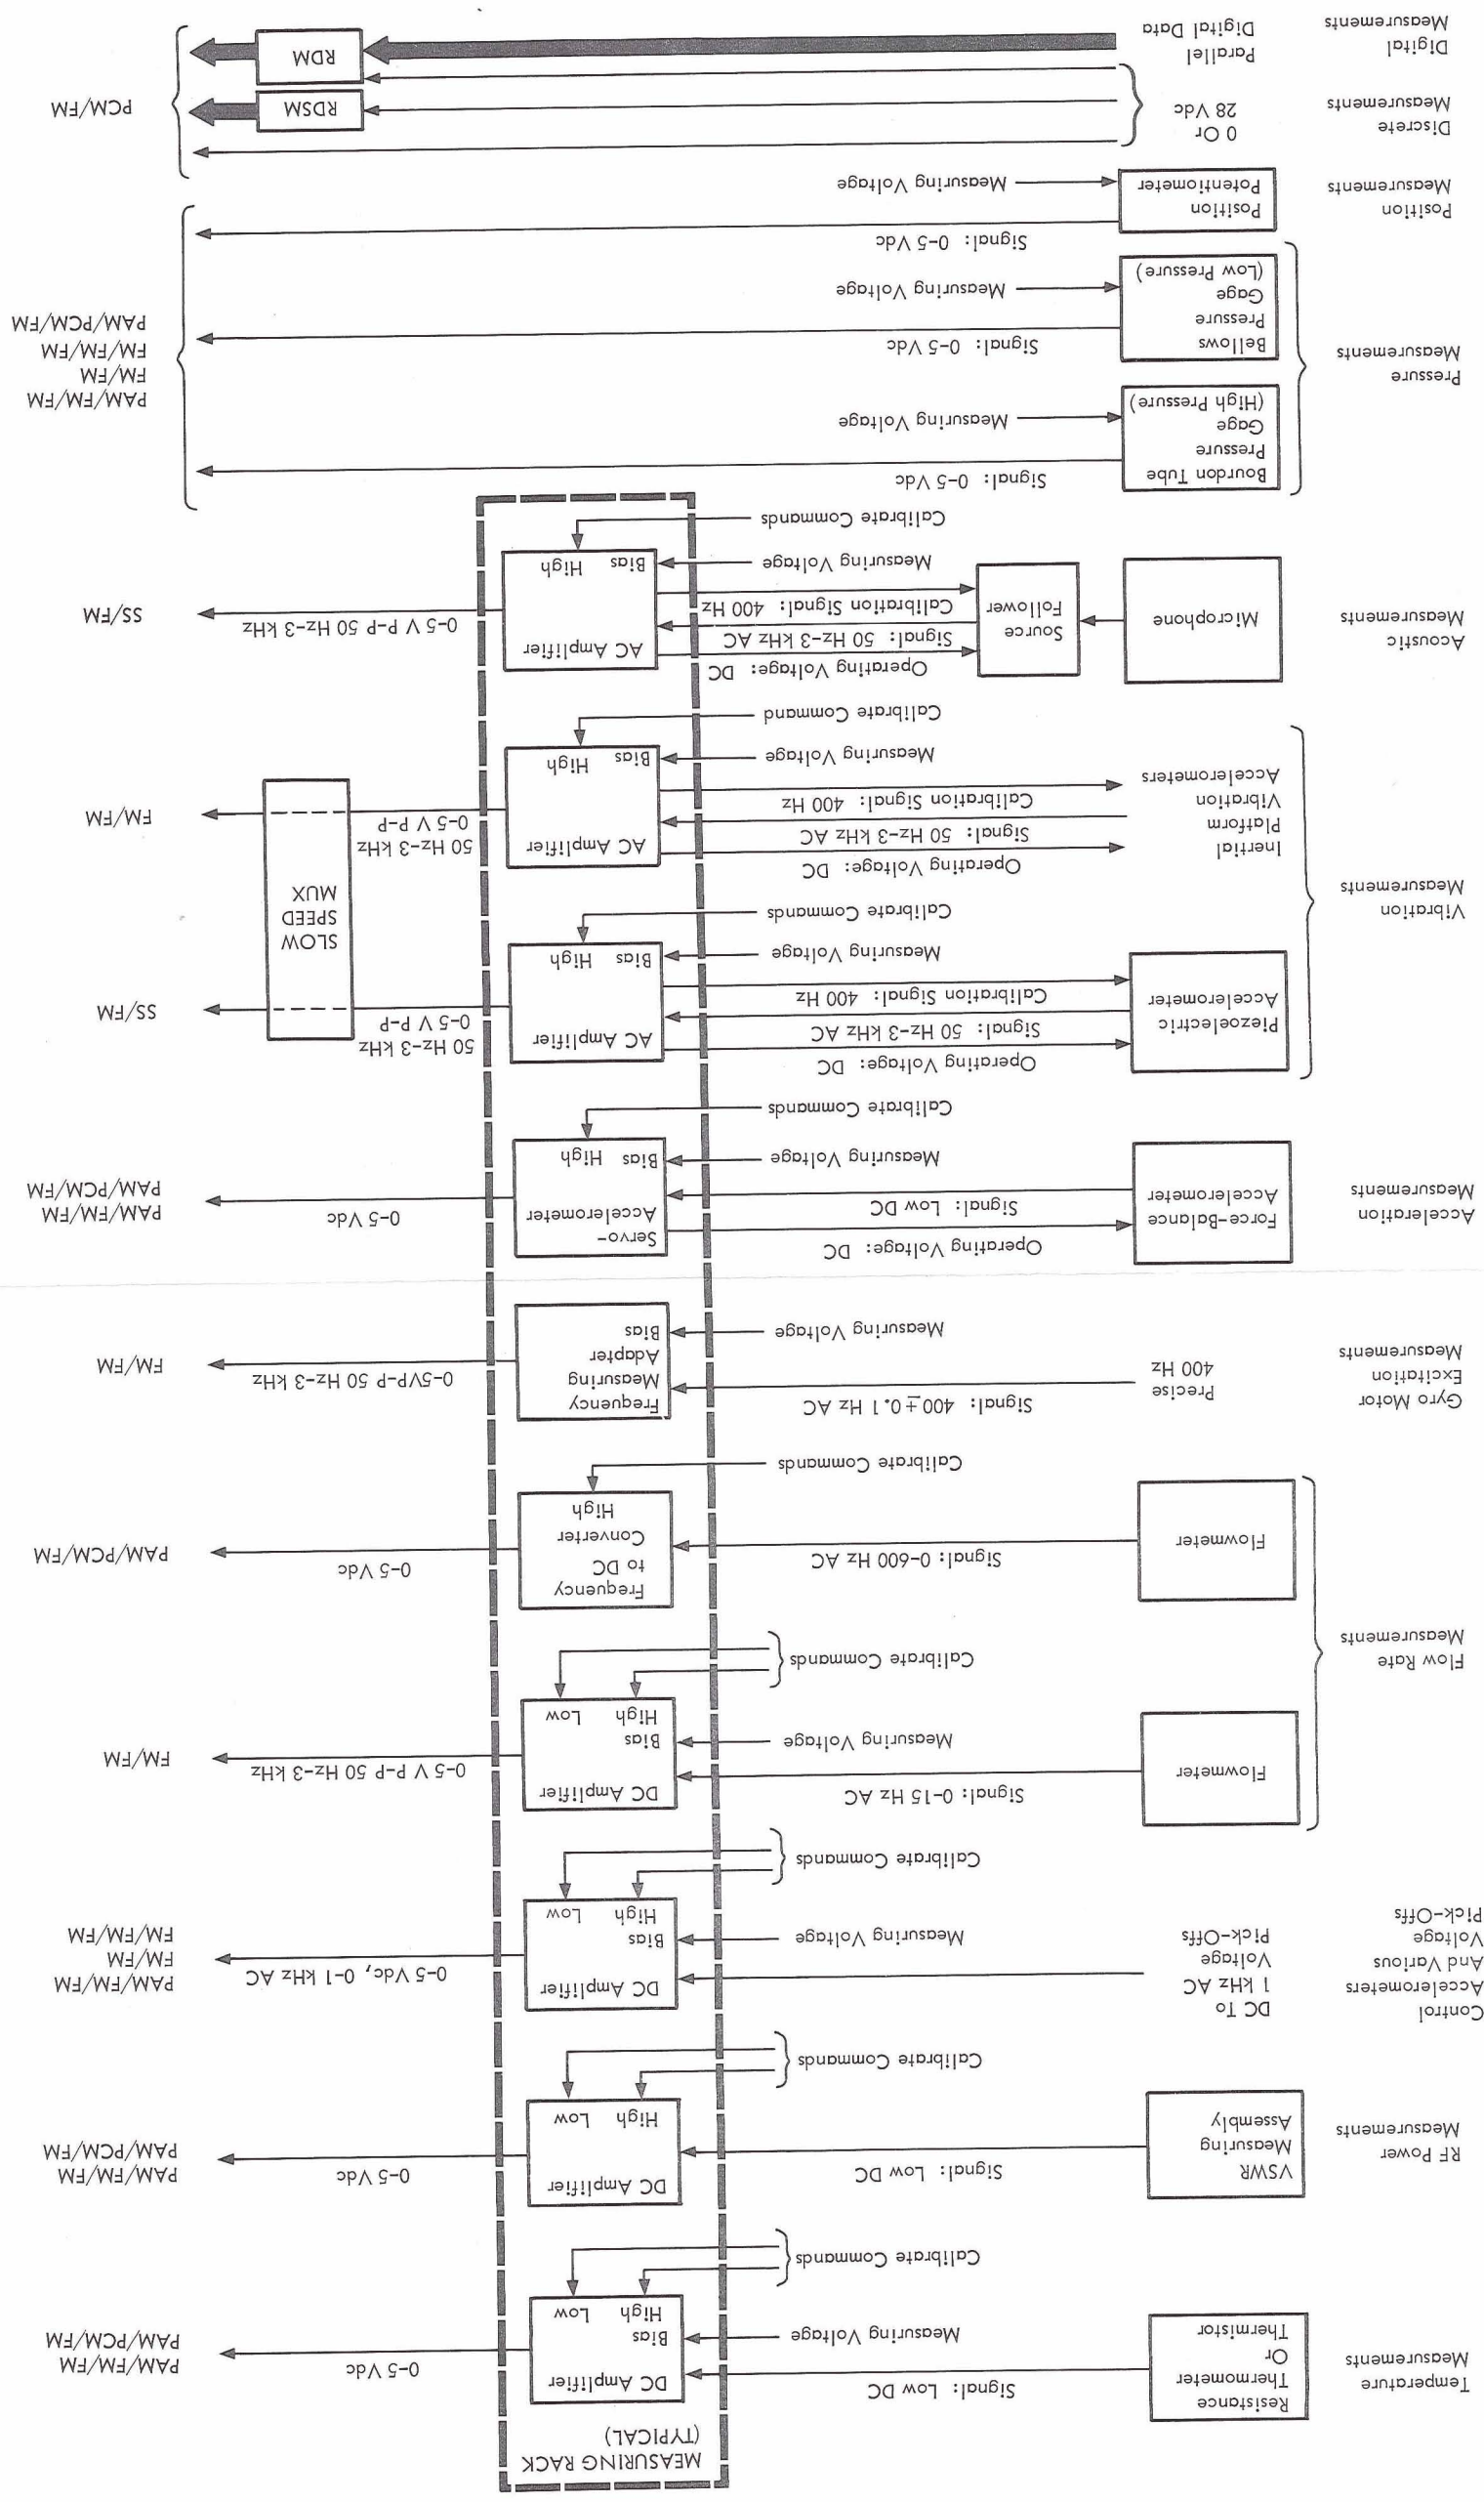 MEASURING RACK
(TYPICAL)
Temperature
Measurements
Resistance
Thermometer
Or
Thermistor
Signal: Low DC
Measuring Voltage
Calibrate Commands
DC Amplifier
Bias
High Low
0-5 Vdc
PAM/FM/FM
PAM/PCM/FM
RF Power
Measurements
VSWR
Measuring
Assembly
Signal: Low DC
Calibrate Commands
DC Amplifier
High Low
0-5 Vdc
PAM/FM/FM
PAM/PCM/FM
Control
Accelerometers
And Various
Voltage
Pick-Offs
DC To
1 kHz AC
Voltage
Pick-Offs
Measuring Voltage
Calibrate Commands
DC Amplifier
Bias
High Low
0-5 Vdc, 0-1 kHz AC
PAM/FM/FM
FM/FM
FM/FM/FM
Flow Rate
Measurements
Flowmeter
Signal: 0-15 Hz AC
Measuring Voltage
Calibrate Commands
DC Amplifier
Bias
High Low
0-5 V P-P 50 Hz-3 kHz
FM/FM
Flowmeter
Signal: 0-600 Hz AC
Calibrate Commands
Frequency
to DC
Converter
High
0-5 Vdc
PAM/PCM/FM
Gyro Motor
Excitation
Measurements
Precise
400 Hz
Signal: 400±0.1 Hz AC
Measuring Voltage
Frequency
Measuring
Adapter
Bias
0-5VP-P 50 Hz-3 kHz
FM/FM
Acceleration
Measurements
Force-Balance
Accelerometer
Operating Voltage: DC
Signal: Low DC
Measuring Voltage
Calibrate Commands
Servo-
Accelerometer
Bias High
0-5 Vdc
PAM/FM/FM
PAM/PCM/FM
Vibration
Measurements
Piezoelectric
Accelerometer
Operating Voltage: DC
Signal: 50 Hz-3 kHz AC
Calibration Signal: 400 Hz
Measuring Voltage
Calibrate Commands
AC Amplifier
Bias High
50 Hz-3 kHz
0-5 V P-P
SLOW
SPEED
MUX
SS/FM
Inertial
Platform
Vibration
Accelerometers
Operating Voltage: DC
Signal: 50 Hz-3 kHz AC
Calibration Signal: 400 Hz
Measuring Voltage
Calibrate Command
AC Amplifier
Bias High
50 Hz-3 kHz
0-5 V P-P
FM/FM
Acoustic
Measurements
Microphone
Source
Follower
Operating Voltage: DC
Signal: 50 Hz-3 kHz AC
Calibration Signal: 400 Hz
Measuring Voltage
Calibrate Commands
AC Amplifier
Bias High
0-5 V P-P 50 Hz-3 kHz
SS/FM
Pressure
Measurements
Bourdon Tube
Pressure
Gage
(High Pressure)
Signal: 0-5 Vdc
Measuring Voltage
Bellows
Pressure
Gage
(Low Pressure)
Signal: 0-5 Vdc
Measuring Voltage
PAM/FM/FM
FM/FM
FM/FM/FM
PAM/PCM/FM
Position
Measurements
Position
Potentiometer
Signal: 0-5 Vdc
Measuring Voltage
Discrete
Measurements
0 Or
28 Vdc
RDSM
PCM/FM
Digital
Measurements
Parallel
Digital Data
RDM